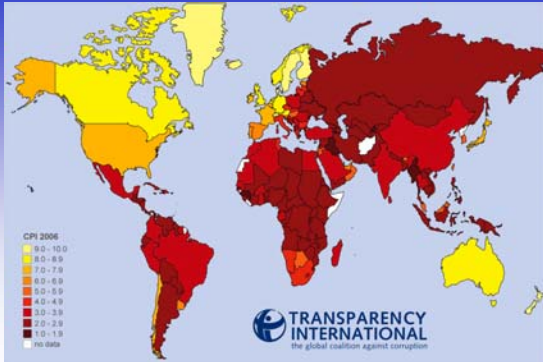 CPI 2006
9.0 - 10.0
8.0 - 8.9
7.0 - 7.9
6.0 - 6.9
5.0 - 5.9
4.0 - 4.9
3.0 - 3.9
2.0 - 2.9
1.0 - 1.9
no data
TRANSPARENCY
INTERNATIONAL
the global coalition against corruption